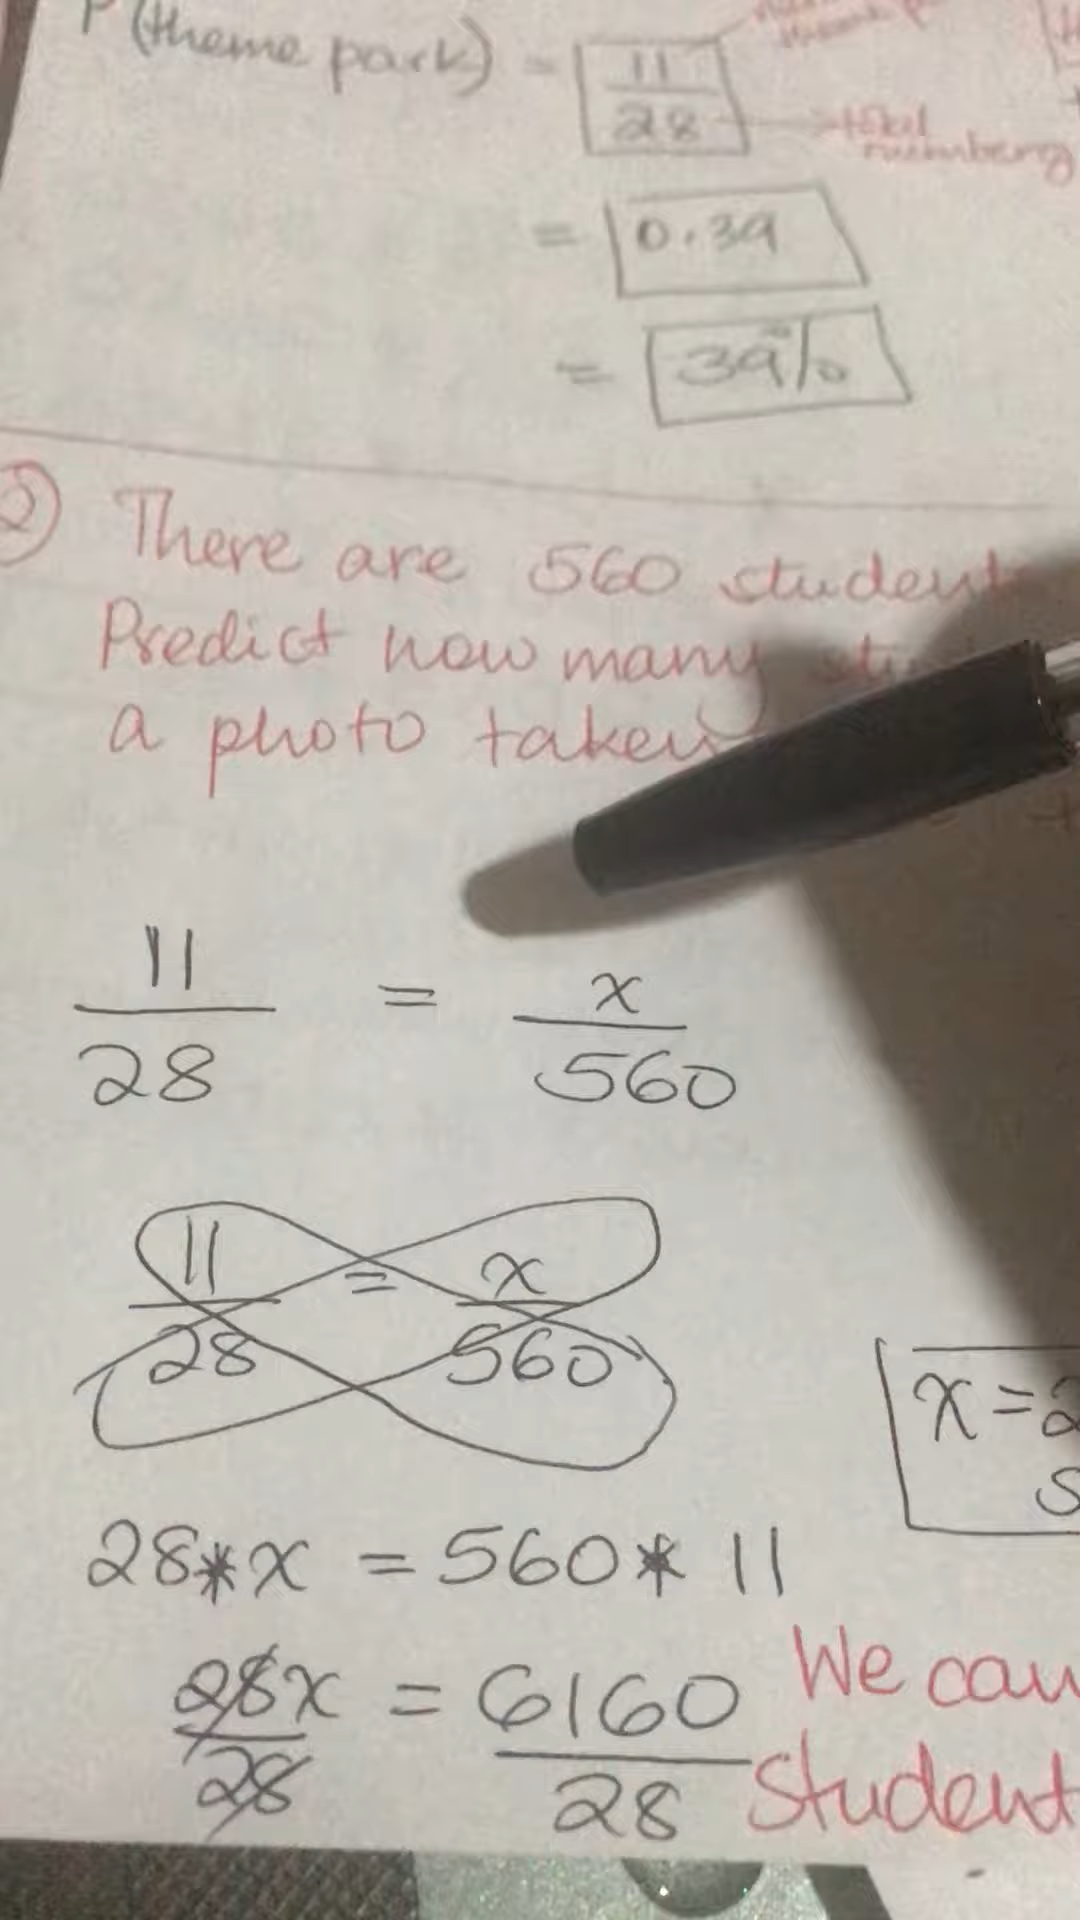 P(theme park) = 11
28
total
number
= 0.39
= 39%
2) There are 560 student
Predict how many
a photo taken
11 = x
28 560
11 = x
28 560
x = 2
S
28*x = 560*11
28x = 6160
28 28
We can
student